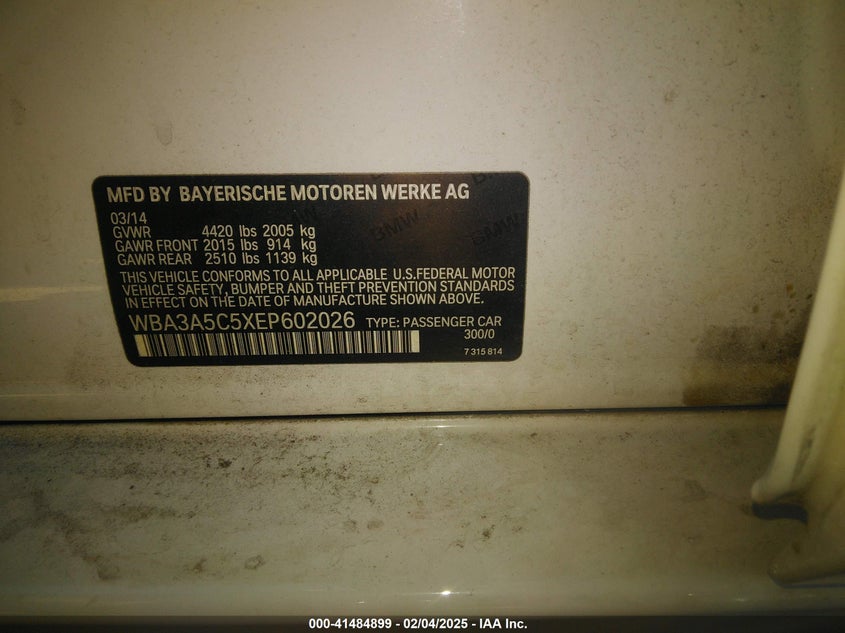 MFD BY BAYERISCHE MOTOREN WERKE AG
03/14
GVWR 4420 lbs 2005 kg
GAWR FRONT 2015 lbs 914 kg
GAWR REAR 2510 lbs 1139 kg
THIS VEHICLE CONFORMS TO ALL APPLICABLE U.S.FEDERAL MOTOR
VEHICLE SAFETY, BUMPER AND THEFT PREVENTION STANDARDS
IN EFFECT ON THE DATE OF MANUFACTURE SHOWN ABOVE.
WBA3A5C5XEP602026 TYPE: PASSENGER CAR
300/0
7 315 814
BMW
BMW
000-41484899 - 02/04/2025 - IAA Inc.